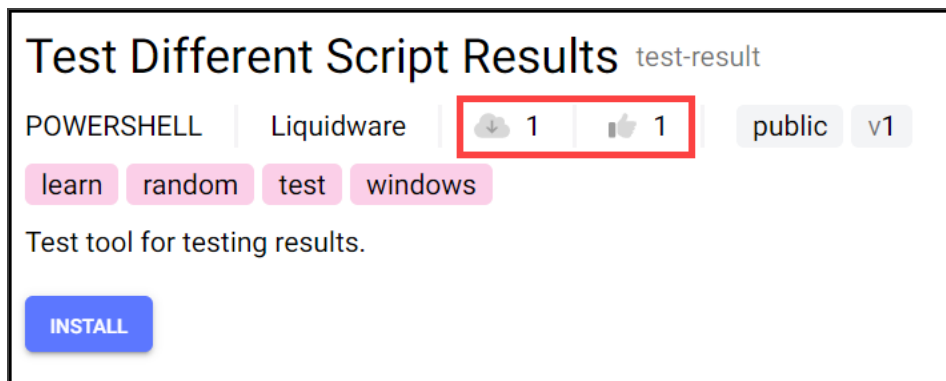 Test Different Script Results test-result
POWERSHELL Liquidware 1 1 public v1
learn random test windows
Test tool for testing results.
INSTALL